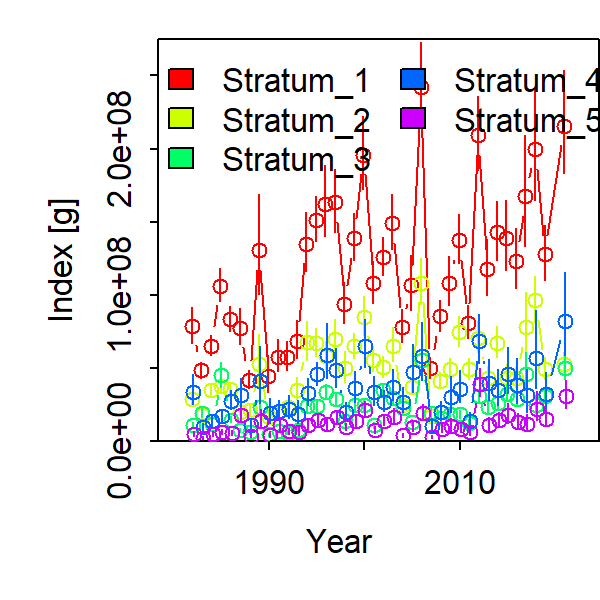 Stratum_1
Stratum_2
Stratum_3
Stratum_4
Stratum_5
Index [g]
0.0e+00
1.0e+08
2.0e+08
1990
2010
Year